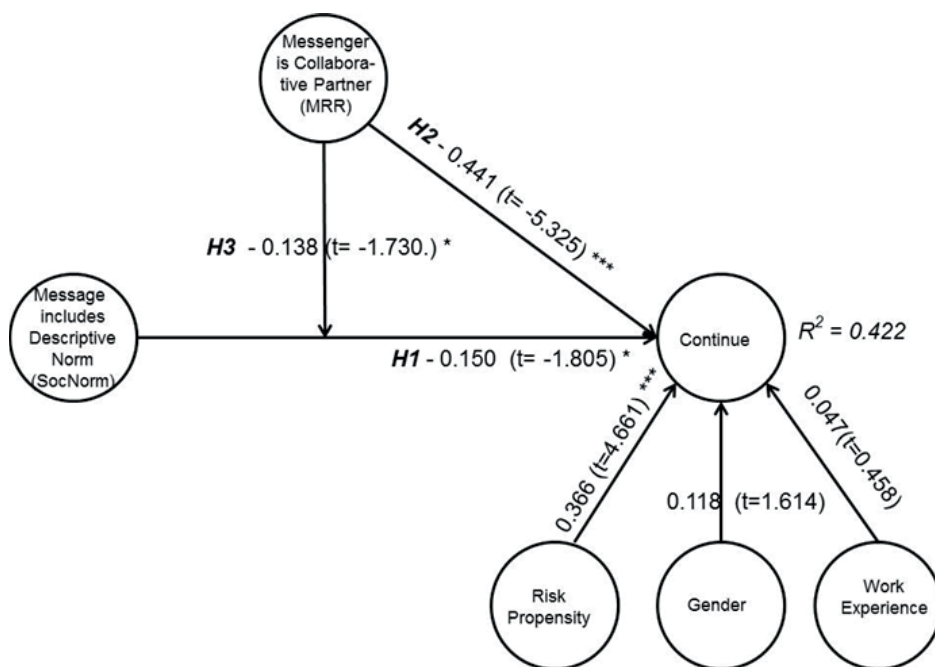 Messenger
is Collabora-
tive Partner
(MRR)
H2 - 0.441 (t= -5.325) ***
H3 - 0.138 (t= -1.730.) *
Message
includes
Descriptive
Norm
(SocNorm)
H1 - 0.150 (t= -1.805) *
Continue
R² = 0.422
0.366 (t=4.661) ***
0.118 (t=1.614)
0.047(t=0.458)
Risk
Propensity
Gender
Work
Experience